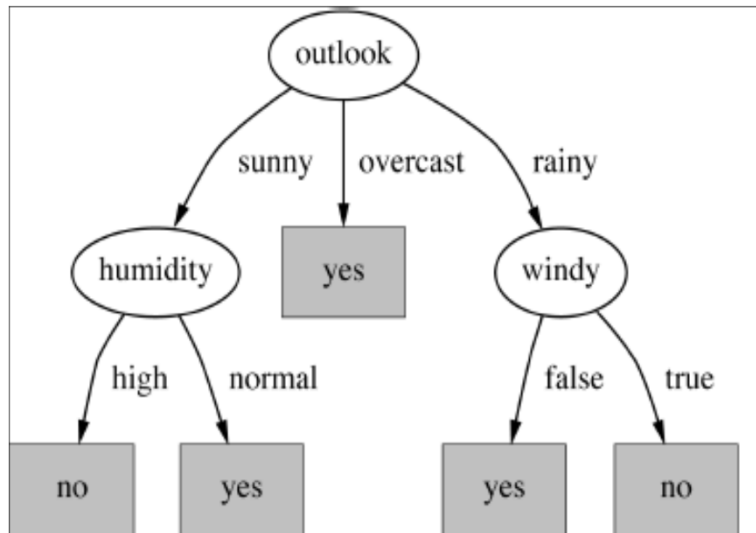 outlook
sunny overcast rainy
humidity yes windy
high normal false true
no yes yes no